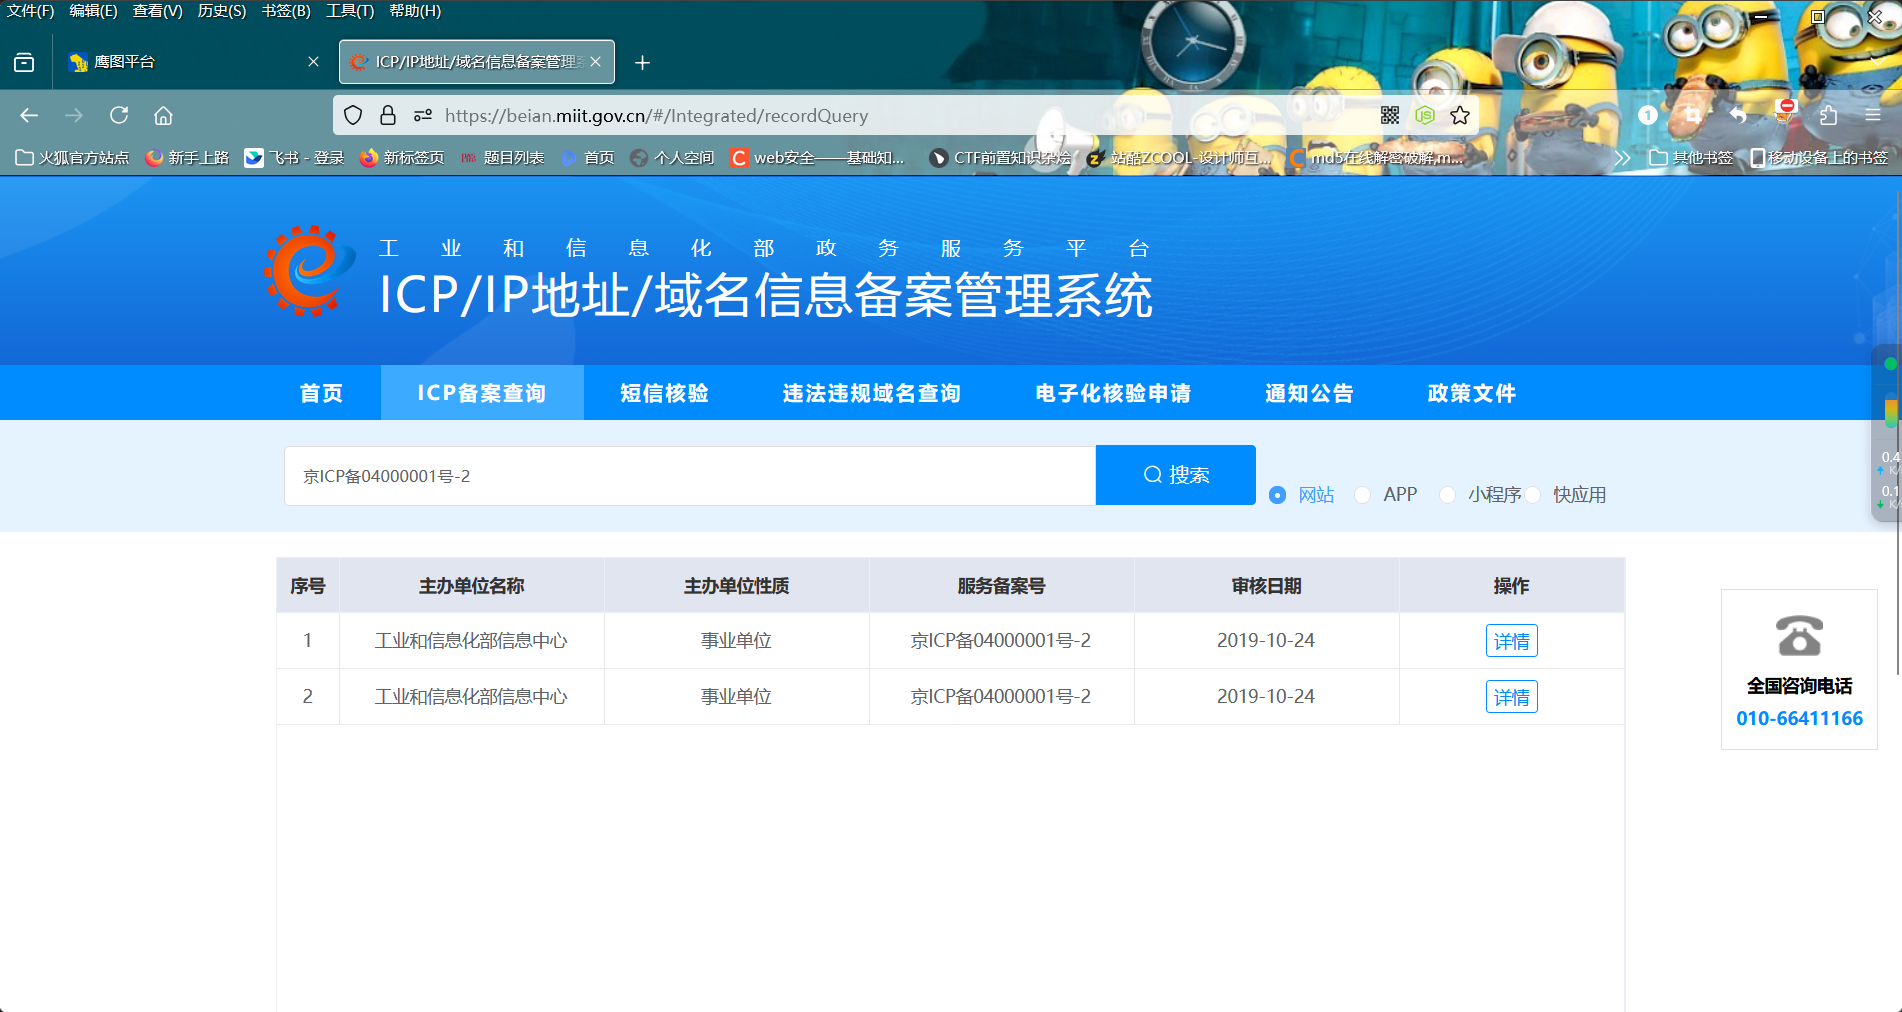 文件(F) 编辑(E) 查看(V) 历史(S) 书签(B) 工具(T) 帮助(H)
鹰图平台
ICP/IP地址/域名信息备案管理系
https://beian.miit.gov.cn/#/Integrated/recordQuery
1
火狐官方站点 新手上路 飞书 - 登录 新标签页 题目列表 首页 个人空间 web安全——基础知... CTF前置知识杂烩 站酷ZCOOL-设计师互... md5在线解密破解,m... 其他书签 移动设备上的书签
工业和信息化部政务服务平台
ICP/IP地址/域名信息备案管理系统
首页 ICP备案查询 短信核验 违法违规域名查询 电子化核验申请 通知公告 政策文件
京ICP备04000001号-2 搜索
网站 APP 小程序 快应用
0.4
K/
0.1
K/
序号 主办单位名称 主办单位性质 服务备案号 审核日期 操作
1 工业和信息化部信息中心 事业单位 京ICP备04000001号-2 2019-10-24 详情
2 工业和信息化部信息中心 事业单位 京ICP备04000001号-2 2019-10-24 详情
全国咨询电话
010-66411166